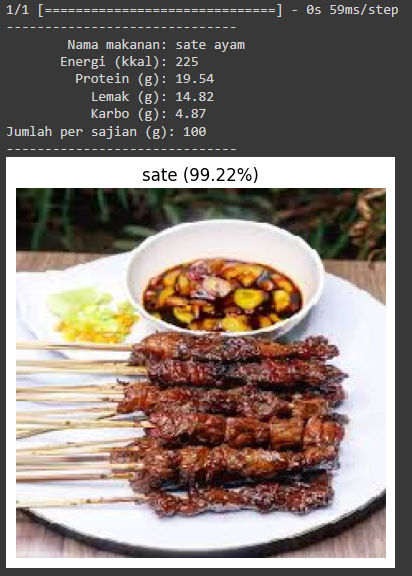 1/1 [==============================] - 0s 59ms/step
-----------------------------
Nama makanan: sate ayam
Energi (kkal): 225
Protein (g): 19.54
Lemak (g): 14.82
Karbo (g): 4.87
Jumlah per sajian (g): 100
-----------------------------
sate (99.22%)